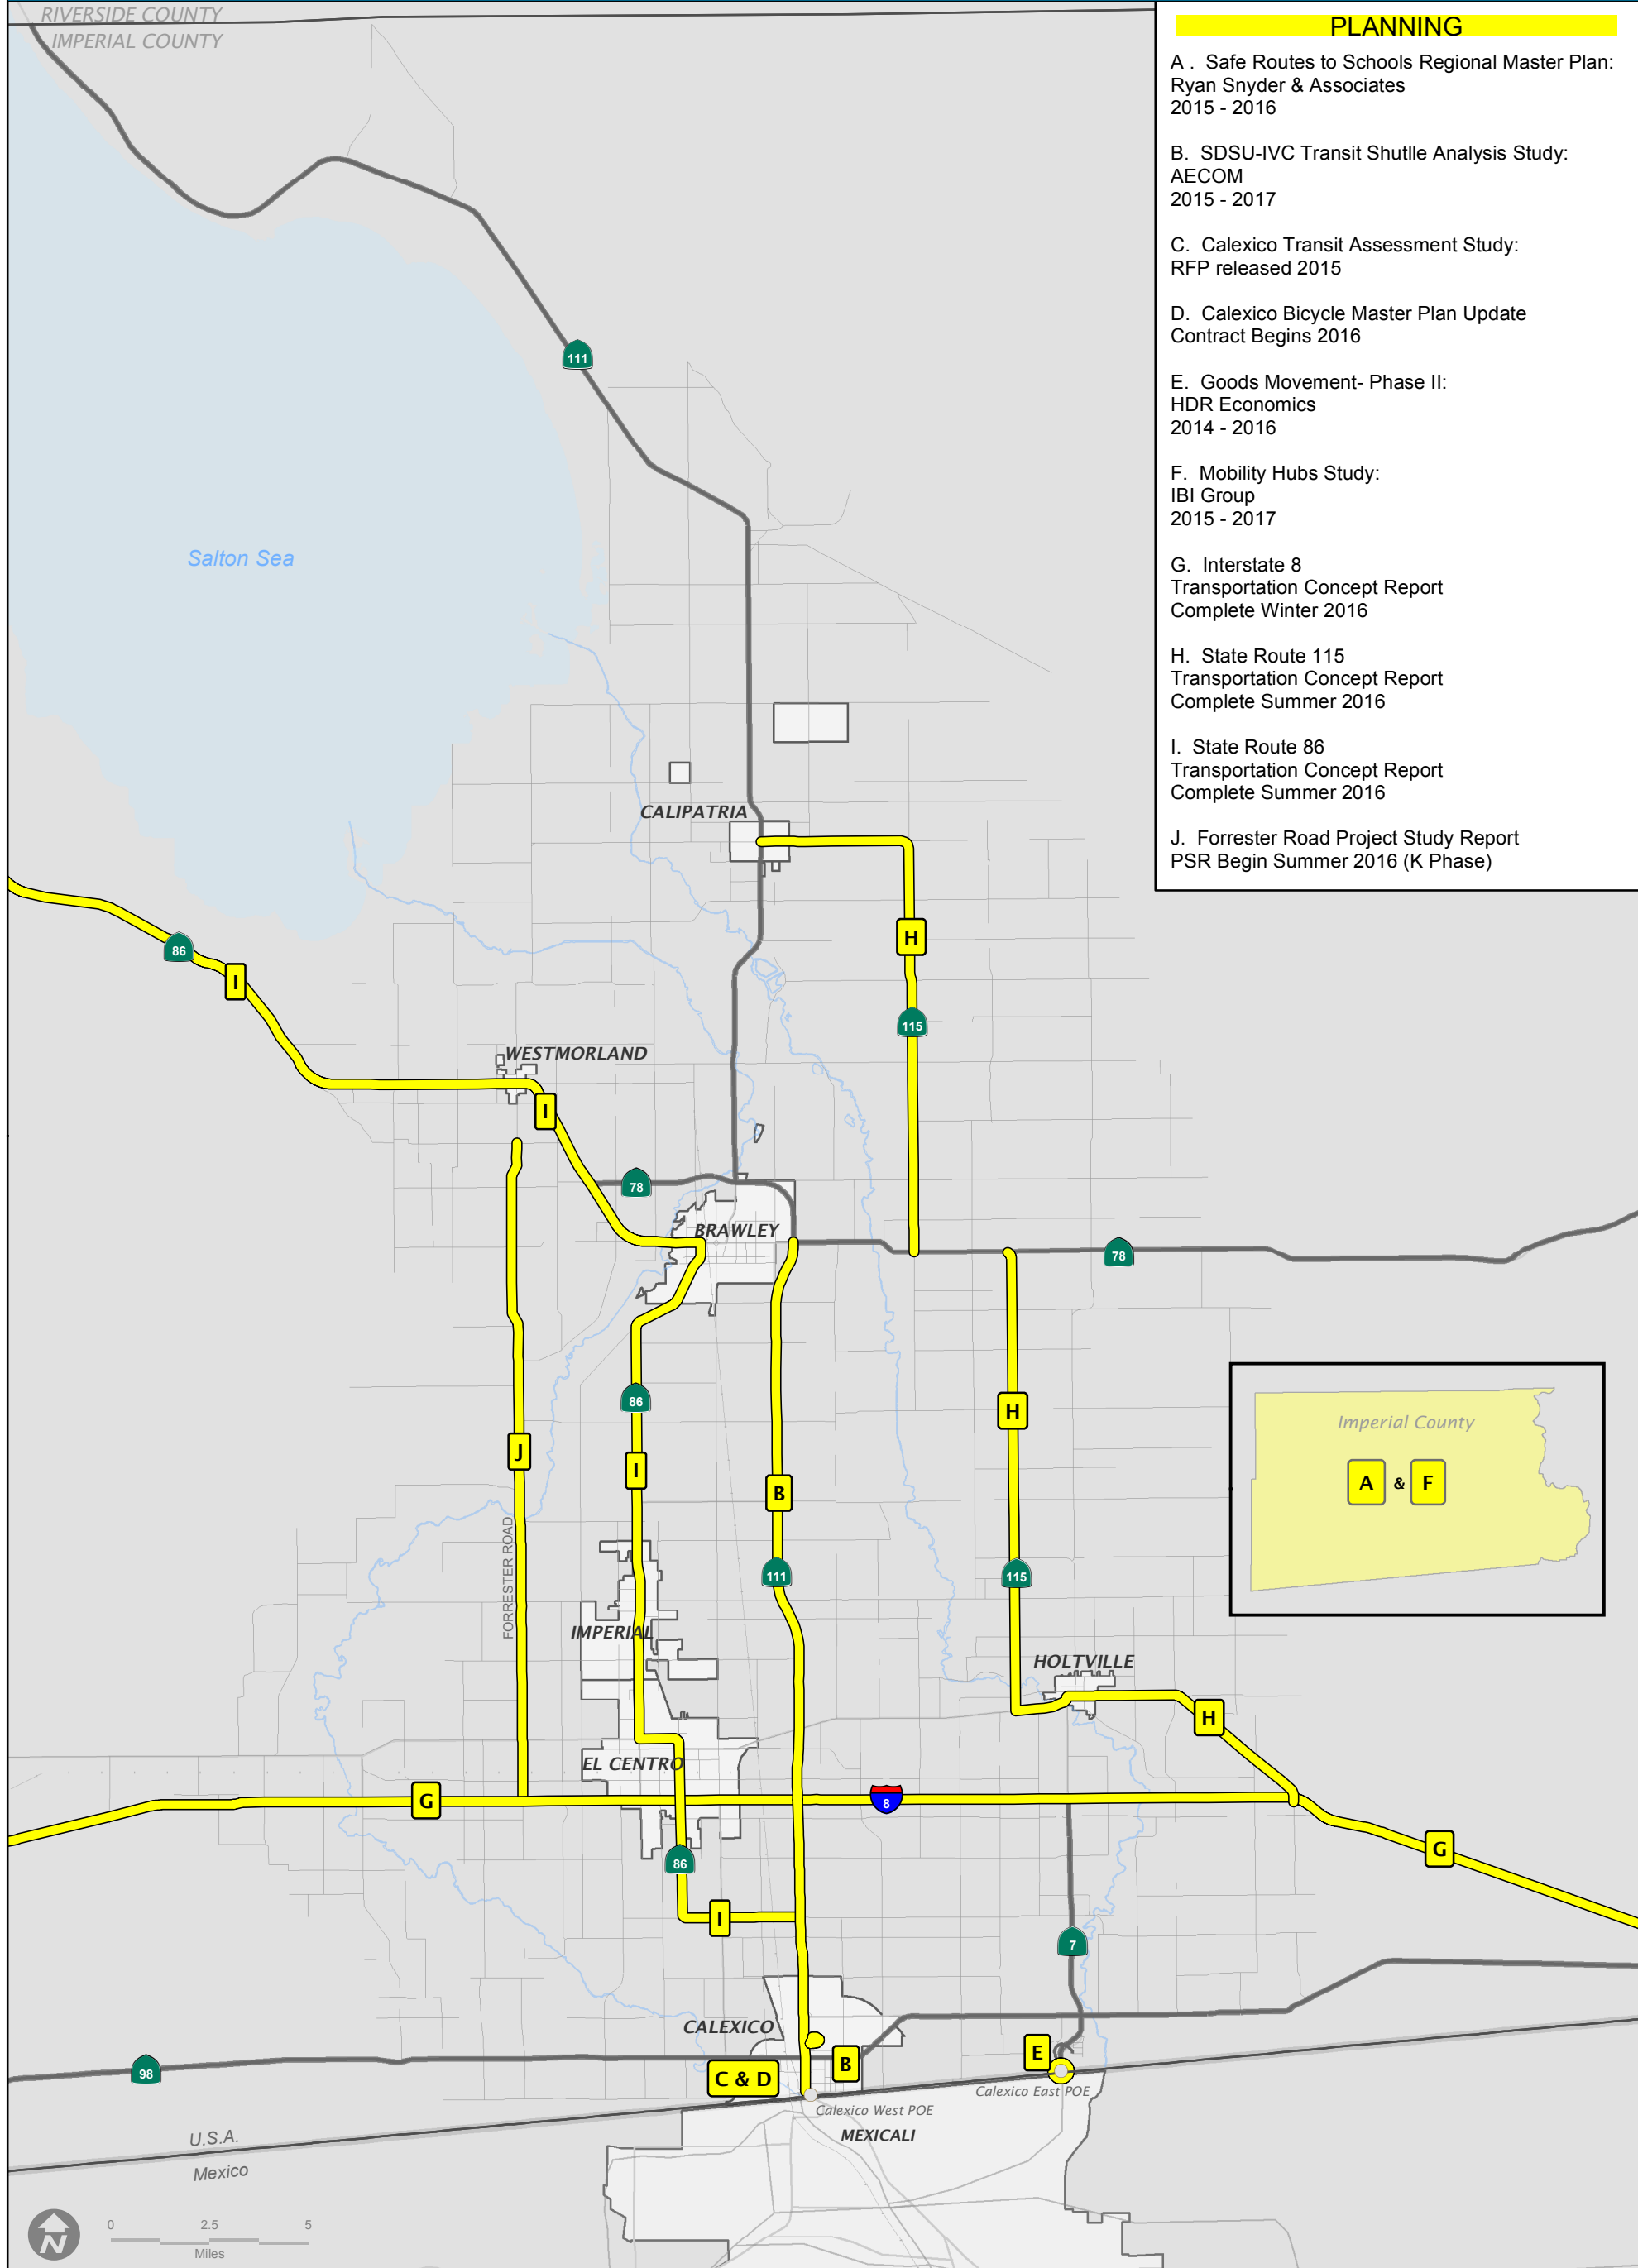 RIVERSIDE COUNTY
IMPERIAL COUNTY
PLANNING
A . Safe Routes to Schools Regional Master Plan:
Ryan Snyder & Associates
2015 - 2016
B. SDSU-IVC Transit Shutlle Analysis Study:
AECOM
2015 - 2017
C. Calexico Transit Assessment Study:
RFP released 2015
D. Calexico Bicycle Master Plan Update
Contract Begins 2016
E. Goods Movement- Phase II:
HDR Economics
2014 - 2016
F. Mobility Hubs Study:
IBI Group
2015 - 2017
G. Interstate 8
Transportation Concept Report
Complete Winter 2016
H. State Route 115
Transportation Concept Report
Complete Summer 2016
I. State Route 86
Transportation Concept Report
Complete Summer 2016
J. Forrester Road Project Study Report
PSR Begin Summer 2016 (K Phase)
111
Salton Sea
CALIPATRIA
H
86
I
115
WESTMORLAND
I
78
BRAWLEY
78
86
H
Imperial County
J
I
A & F
B
FORRESTER ROAD
111
115
IMPERIAL
HOLTVILLE
H
EL CENTRO
G
8
G
86
I
7
CALEXICO
E
B
98
C & D
Calexico East POE
Calexico West POE
MEXICALI
U.S.A.
Mexico
N
0 2.5 5
Miles